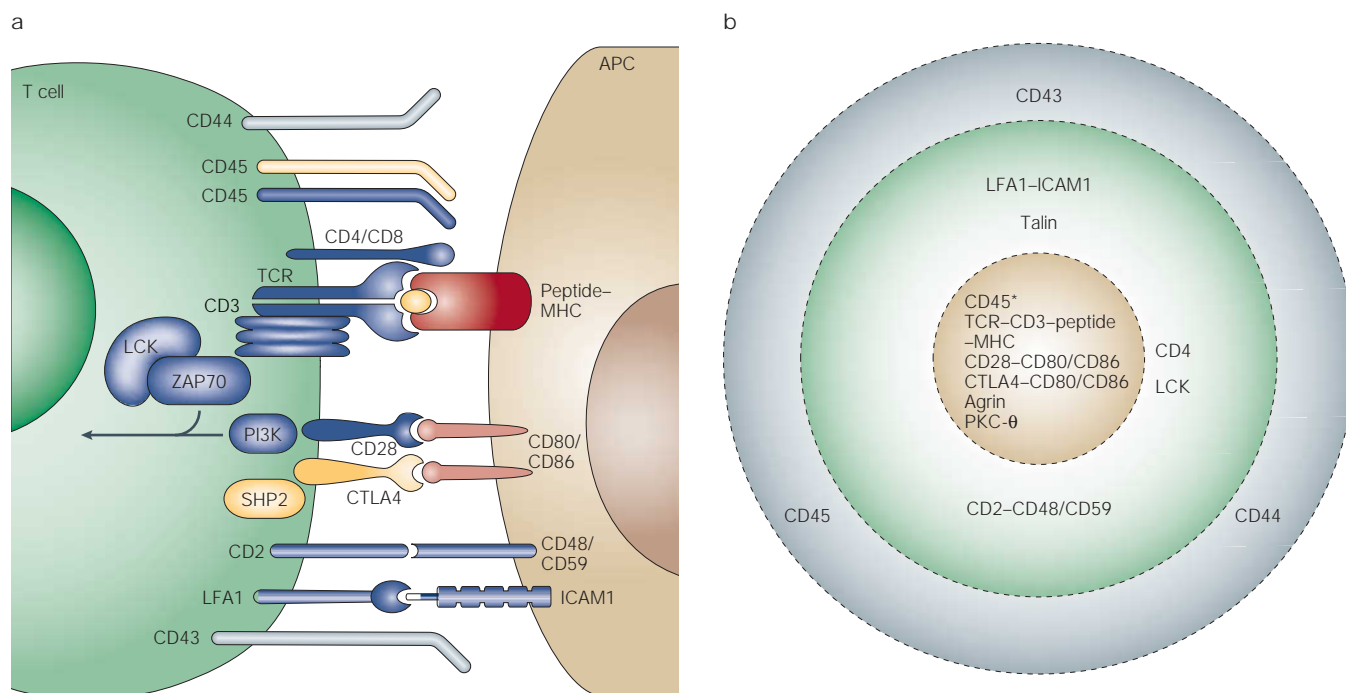 a
T cell
APC
CD44
CD45
CD45
CD4/CD8
TCR
CD3
Peptide–
MHC
LCK
ZAP70
PI3K
CD28
CD80/
CD86
SHP2
CTLA4
CD2
CD48/
CD59
LFA1
ICAM1
CD43
b
CD43
LFA1–ICAM1
Talin
CD45*
TCR–CD3–peptide
–MHC
CD28–CD80/CD86
CTLA4–CD80/CD86
Agrin
PKC-θ
CD4
LCK
CD2–CD48/CD59
CD45
CD44